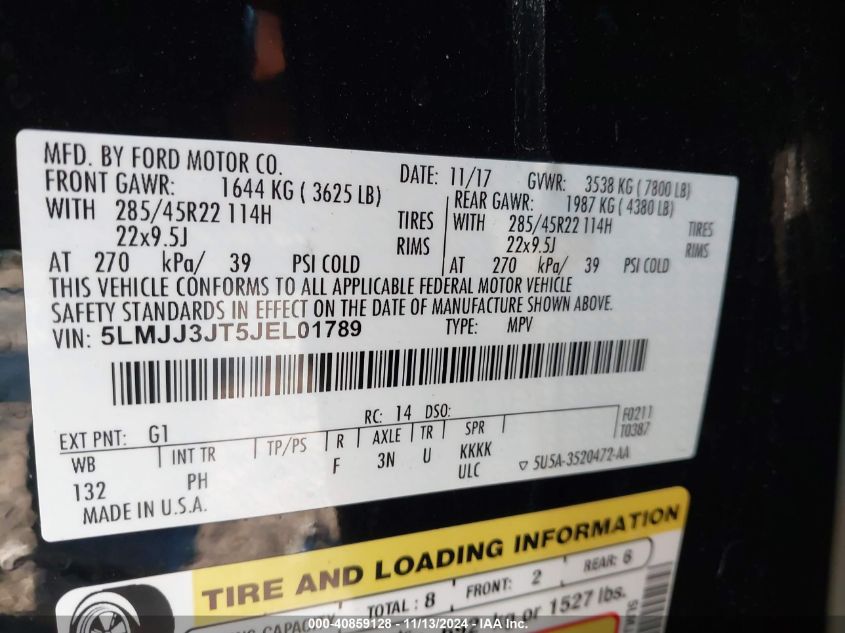 MFD. BY FORD MOTOR CO. DATE: 11/17 GVWR: 3538 KG ( 7800 LB)
FRONT GAWR: 1644 KG ( 3625 LB) REAR GAWR: 1987 KG ( 4380 LB)
WITH 285/45R22 114H TIRES WITH 285/45R22 114H TIRES
22x9.5J RIMS 22x9.5J RIMS
AT 270 kPa/ 39 PSI COLD AT 270 kPa/ 39 PSI COLD
THIS VEHICLE CONFORMS TO ALL APPLICABLE FEDERAL MOTOR VEHICLE
SAFETY STANDARDS IN EFFECT ON THE DATE OF MANUFACTURE SHOWN ABOVE.
VIN: 5LMJJ3JT5JEL01789 TYPE: MPV
EXT PNT: G1 RC: 14 DSO: F0211
T0387
WB INT TR TP/PS R AXLE TR SPR
132 PH F 3N U KKKK
ULC
5U5A-3520472-AA
MADE IN U.S.A.
TIRE AND LOADING INFORMATION
CAPACITY TOTAL : 8 FRONT: 2 REAR: 6
kg or 1527 lbs.
000-40859128 - 11/13/2024 - IAA Inc.